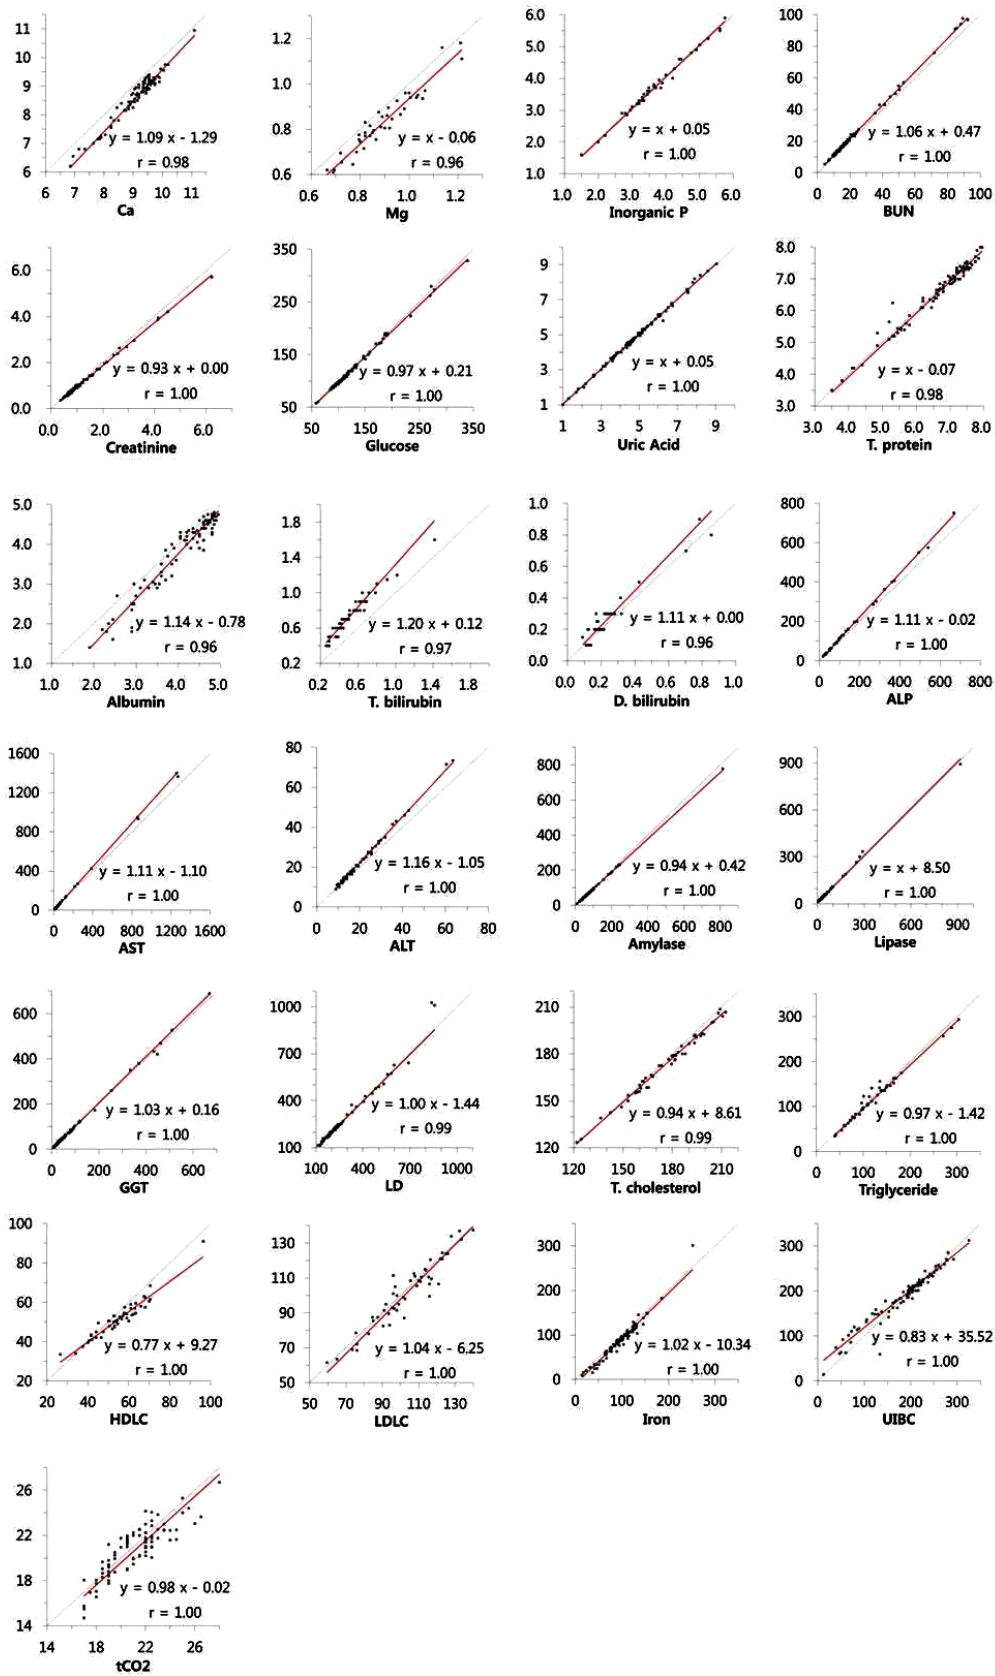 11
10
9
8
7
6
y = 1.09 x - 1.29
r = 0.98
6 7 8 9 10 11
Ca
1.2
1.0
0.8
0.6
y = x - 0.06
r = 0.96
0.6 0.8 1.0 1.2
Mg
6.0
5.0
4.0
3.0
2.0
1.0
y = x + 0.05
r = 1.00
1.0 2.0 3.0 4.0 5.0 6.0
Inorganic P
100
80
60
40
20
0
y = 1.06 x + 0.47
r = 1.00
0 20 40 60 80 100
BUN
6.0
4.0
2.0
0.0
y = 0.93 x + 0.00
r = 1.00
0.0 2.0 4.0 6.0
Creatinine
350
250
150
50
y = 0.97 x + 0.21
r = 1.00
50 150 250 350
Glucose
9
7
5
3
1
y = x + 0.05
r = 1.00
1 3 5 7 9
Uric Acid
8.0
7.0
6.0
5.0
4.0
3.0
y = x - 0.07
r = 0.98
3.0 4.0 5.0 6.0 7.0 8.0
T. protein
5.0
4.0
3.0
2.0
1.0
y = 1.14 x - 0.78
r = 0.96
1.0 2.0 3.0 4.0 5.0
Albumin
1.8
1.4
1.0
0.6
0.2
y = 1.20 x + 0.12
r = 0.97
0.2 0.6 1.0 1.4 1.8
T. bilirubin
1.0
0.8
0.6
0.4
0.2
0.0
y = 1.11 x + 0.00
r = 0.96
0.0 0.2 0.4 0.6 0.8 1.0
D. bilirubin
800
600
400
200
0
y = 1.11 x - 0.02
r = 1.00
0 200 400 600 800
ALP
1600
1200
800
400
0
y = 1.11 x - 1.10
r = 1.00
0 400 800 1200 1600
AST
80
60
40
20
0
y = 1.16 x - 1.05
r = 1.00
0 20 40 60 80
ALT
800
600
400
200
0
y = 0.94 x + 0.42
r = 1.00
0 200 400 600 800
Amylase
900
600
300
0
y = x + 8.50
r = 1.00
0 300 600 900
Lipase
600
400
200
0
y = 1.03 x + 0.16
r = 1.00
0 200 400 600
GGT
1000
700
400
100
y = 1.00 x - 1.44
r = 0.99
100 400 700 1000
LD
210
180
150
120
y = 0.94 x + 8.61
r = 0.99
120 150 180 210
T. cholesterol
300
200
100
0
y = 0.97 x - 1.42
r = 1.00
0 100 200 300
Triglyceride
100
80
60
40
20
y = 0.77 x + 9.27
r = 1.00
20 40 60 80 100
HDLC
130
110
90
70
50
y = 1.04 x - 6.25
r = 1.00
50 70 90 110 130
LDLC
300
200
100
0
y = 1.02 x - 10.34
r = 1.00
0 100 200 300
Iron
300
200
100
0
y = 0.83 x + 35.52
r = 1.00
0 100 200 300
UIBC
26
22
18
14
y = 0.98 x - 0.02
r = 1.00
14 18 22 26
tCO2